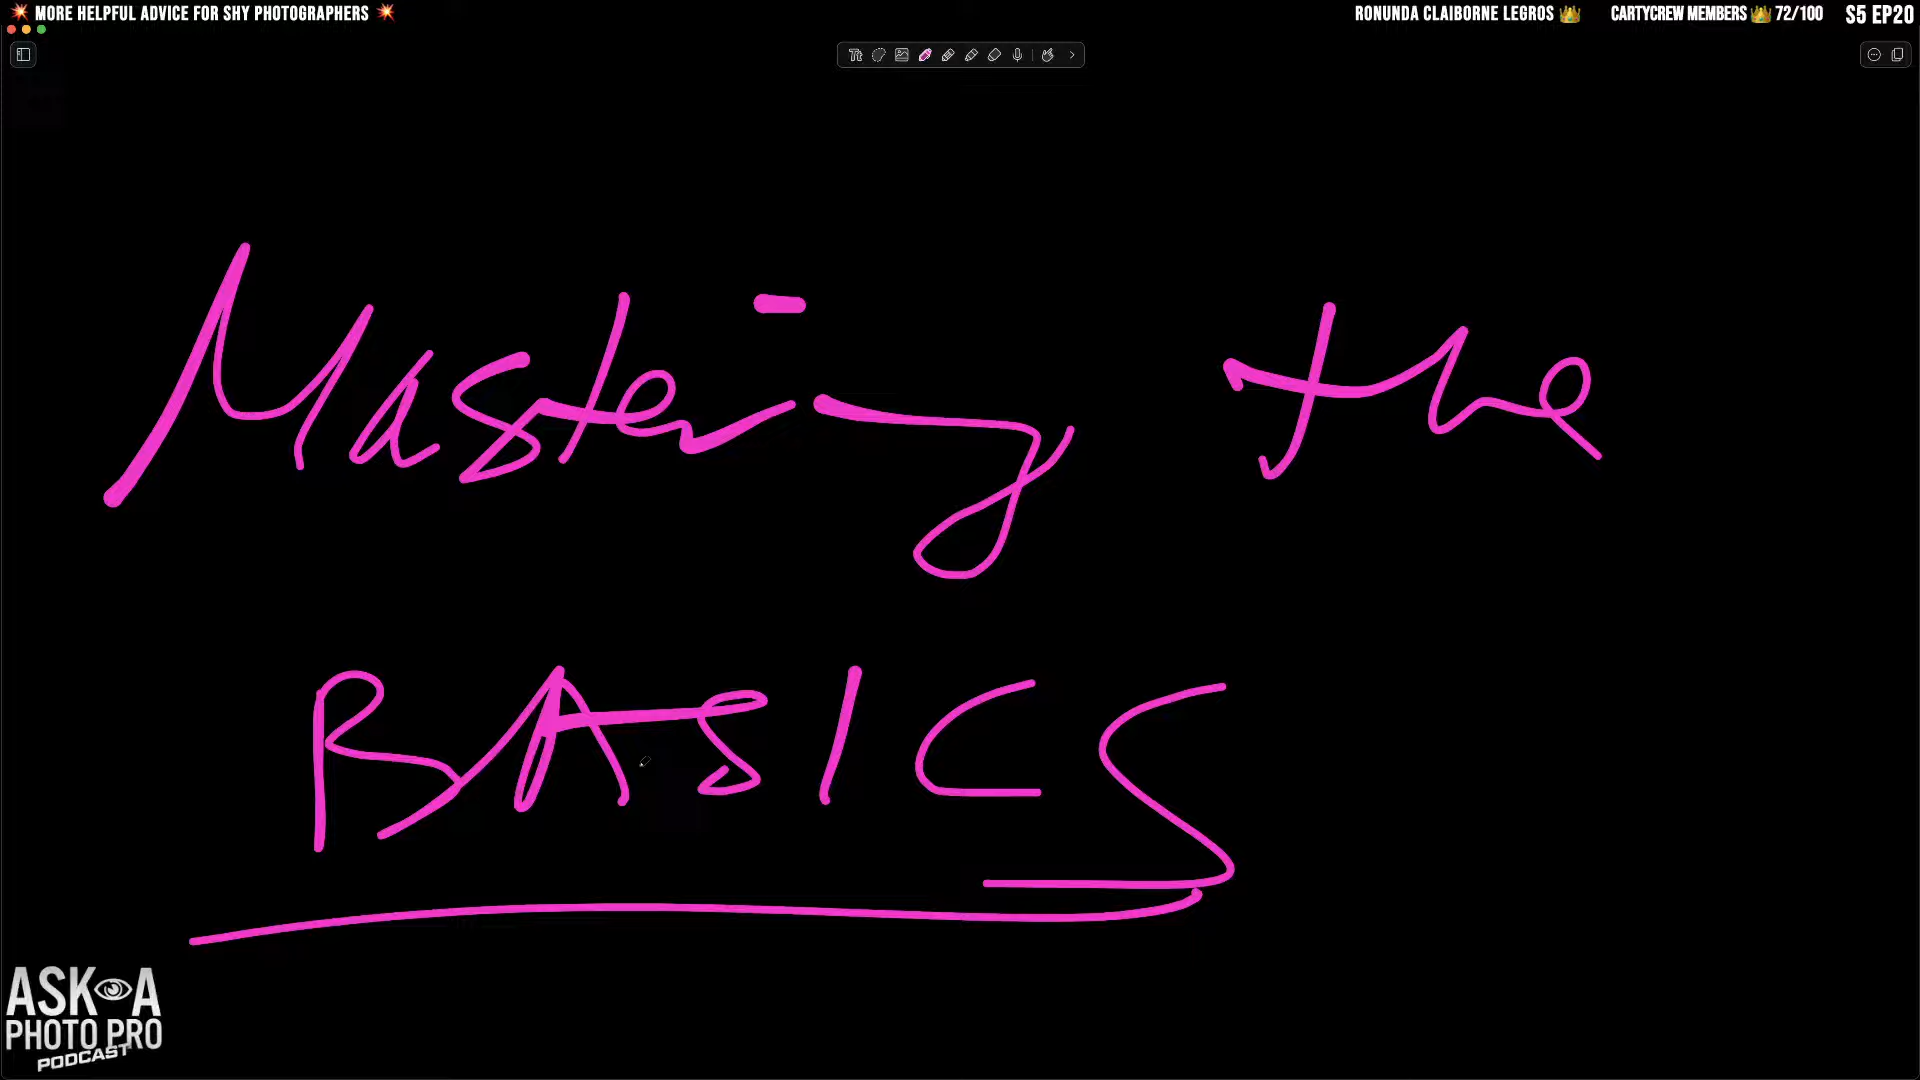 💥 MORE HELPFUL ADVICE FOR SHY PHOTOGRAPHERS 💥
RONUNDA CLAIBORNE LEGROS 👑 CARTYCREW MEMBERS 👑 72/100 S5 EP20
Tt
Mastering the
BASICS
ASK A
PHOTO PRO
PODCAST